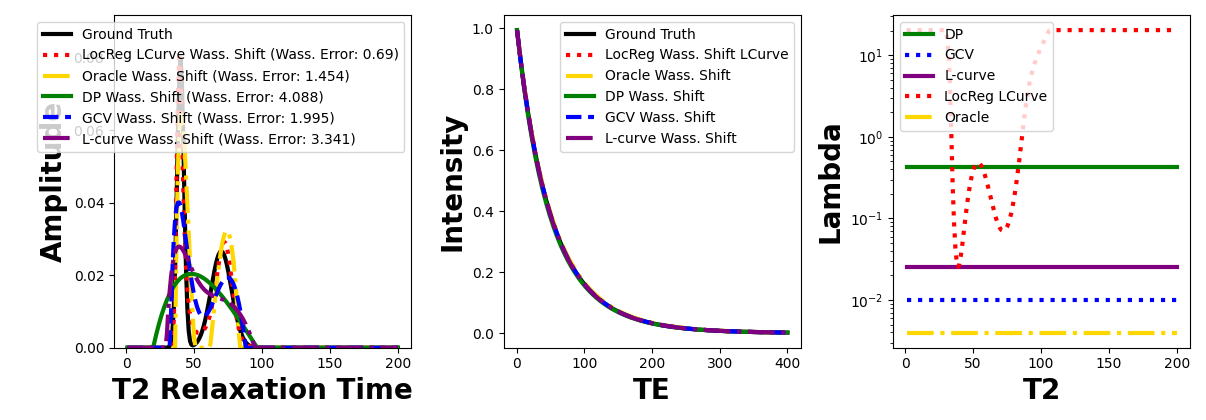 Ground Truth
LocReg LCurve Wass. Shift (Wass. Error: 0.69)
Oracle Wass. Shift (Wass. Error: 1.454)
DP Wass. Shift (Wass. Error: 4.088)
GCV Wass. Shift (Wass. Error: 1.995)
L-curve Wass. Shift (Wass. Error: 3.341)
Amplitude
0.08
0.06
0.04
0.02
0.00
0
50
100
150
200
T2 Relaxation Time
Ground Truth
LocReg Wass. Shift LCurve
Oracle Wass. Shift
DP Wass. Shift
GCV Wass. Shift
L-curve Wass. Shift
Intensity
1.0
0.8
0.6
0.4
0.2
0.0
0
100
200
300
400
TE
DP
GCV
L-curve
LocReg LCurve
Oracle
Lambda
10¹
10⁰
10⁻¹
10⁻²
0
50
100
150
200
T2